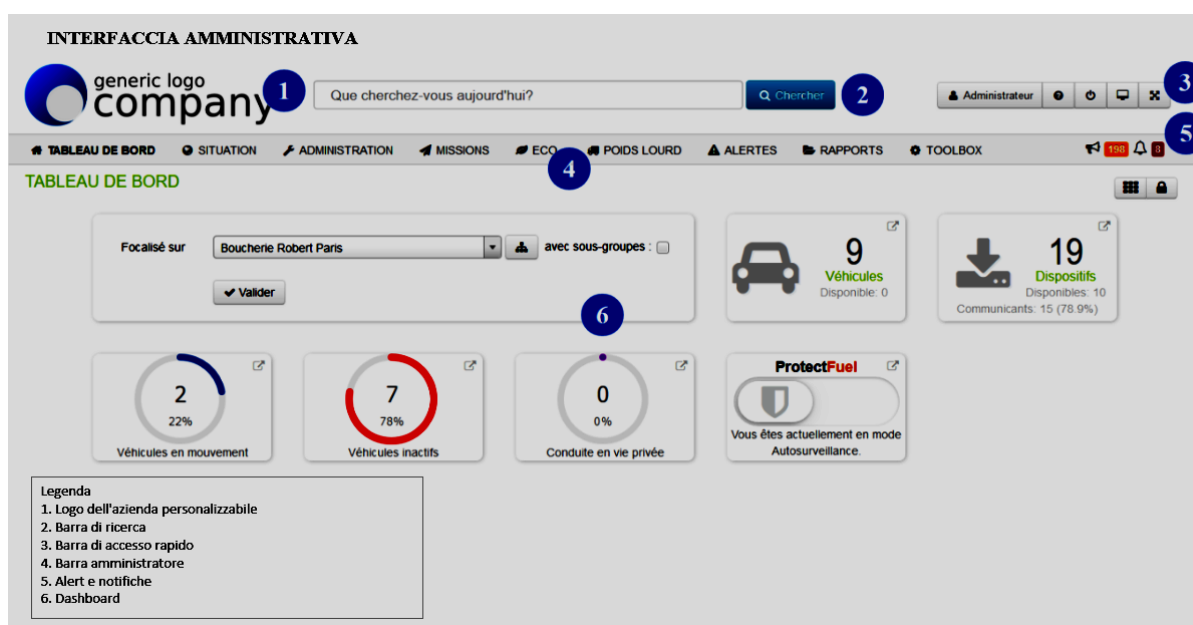 INTERFACCIA AMMINISTRATIVA
generic logo
company
1
Que cherchez-vous aujourd'hui?
Chercher
2
Administrateur
3
TABLEAU DE BORD SITUATION ADMINISTRATION MISSIONS ECO POIDS LOURD ALERTES RAPPORTS TOOLBOX 198 8
5
4
TABLEAU DE BORD
Focalisé sur Boucherie Robert Paris avec sous-groupes :
Valider
9
Véhicules
Disponible: 0
19
Dispositifs
Disponibles: 10
Communicants: 15 (78.9%)
6
2
22%
Véhicules en mouvement
7
78%
Véhicules inactifs
0
0%
Conduite en vie privée
ProtectFuel
Vous êtes actuellement en mode
Autosurveillance.
Legenda
1. Logo dell'azienda personalizzabile
2. Barra di ricerca
3. Barra di accesso rapido
4. Barra amministratore
5. Alert e notifiche
6. Dashboard